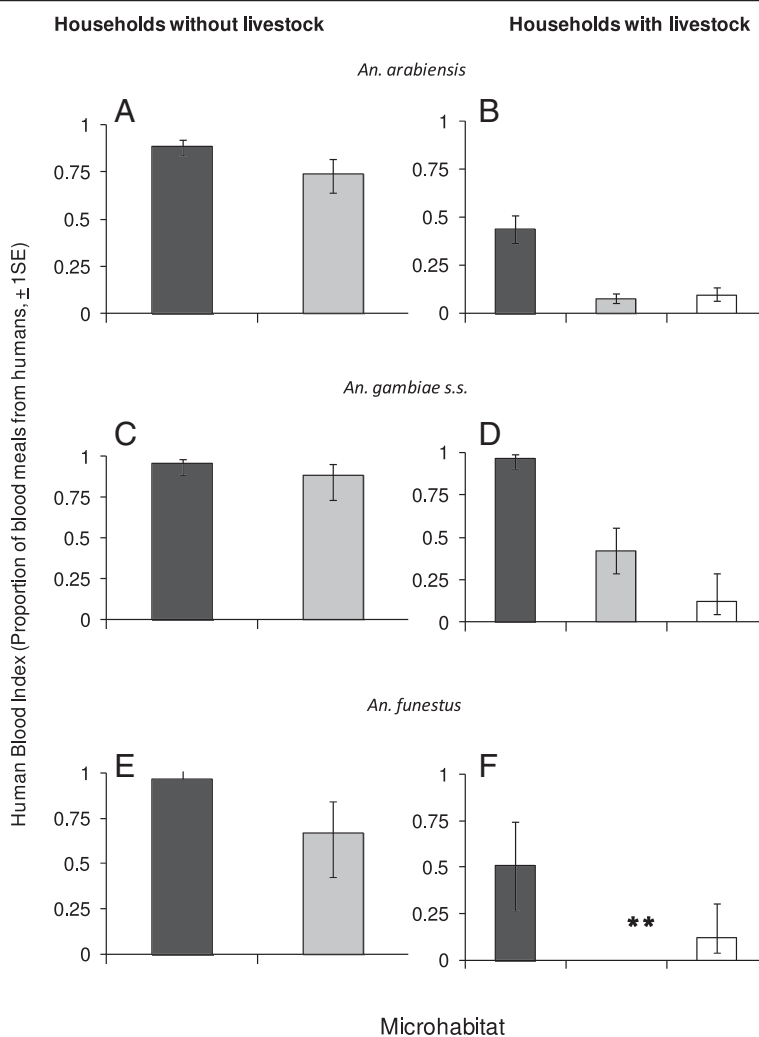 Households without livestock
Households with livestock
An. arabiensis
A
1
0.75
0.5
0.25
0
B
1
0.75
0.5
0.25
0
An. gambiae s.s.
C
1
0.75
0.5
0.25
0
D
1
0.75
0.5
0.25
0
An. funestus
E
1
0.75
0.5
0.25
0
F
1
0.75
0.5
0.25
0
**
Human Blood Index (Proportion of blood meals from humans, ± 1SE)
Microhabitat